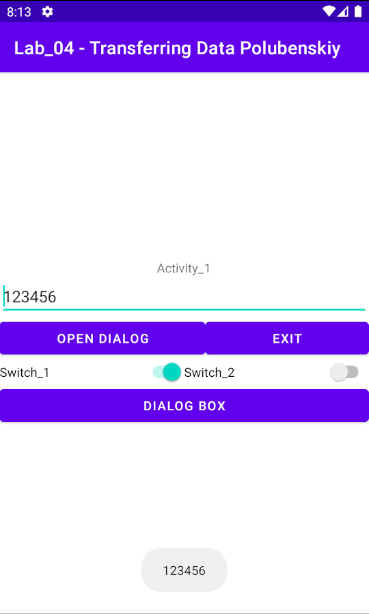 8:13
Lab_04 - Transferring Data Polubenskiy
Activity_1
123456
OPEN DIALOG EXIT
Switch_1 Switch_2
DIALOG BOX
123456